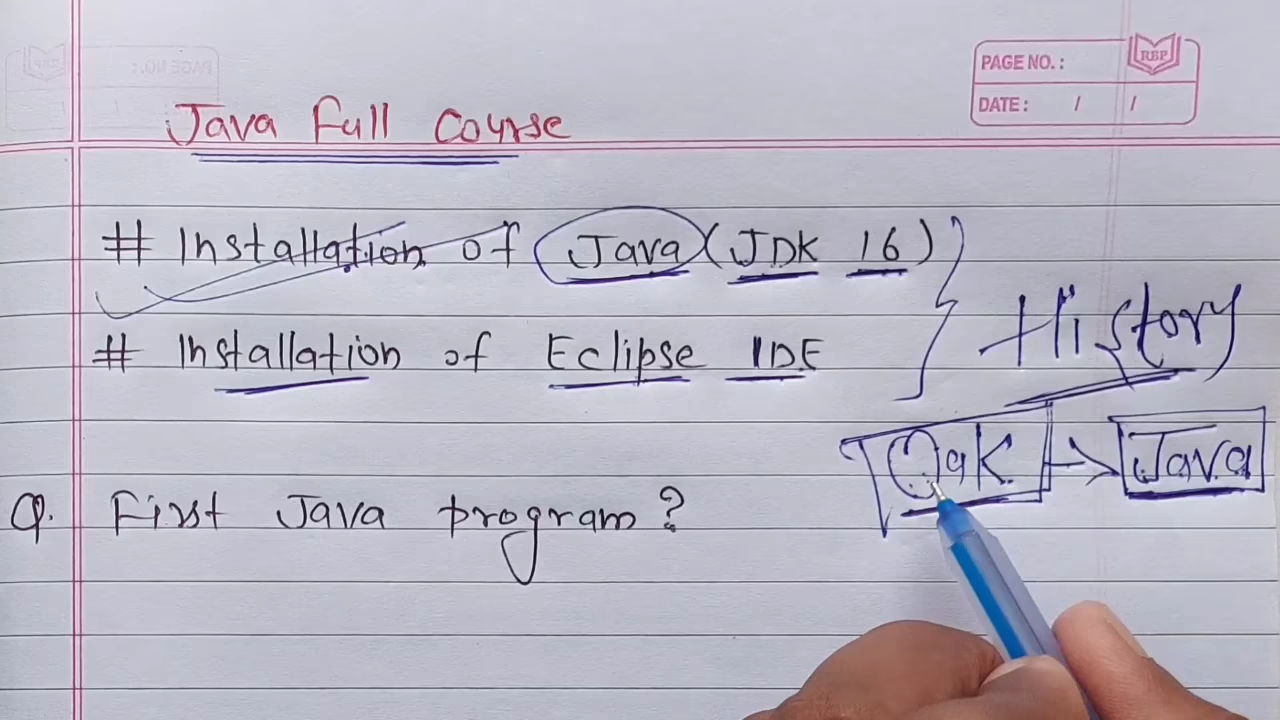 PAGE NO. :
RBP
DATE : / /
Java Full Course
# Installation of Java (JDK 16)
# Installation of Eclipse IDE
History
Oak → Java
Q. First Java program?